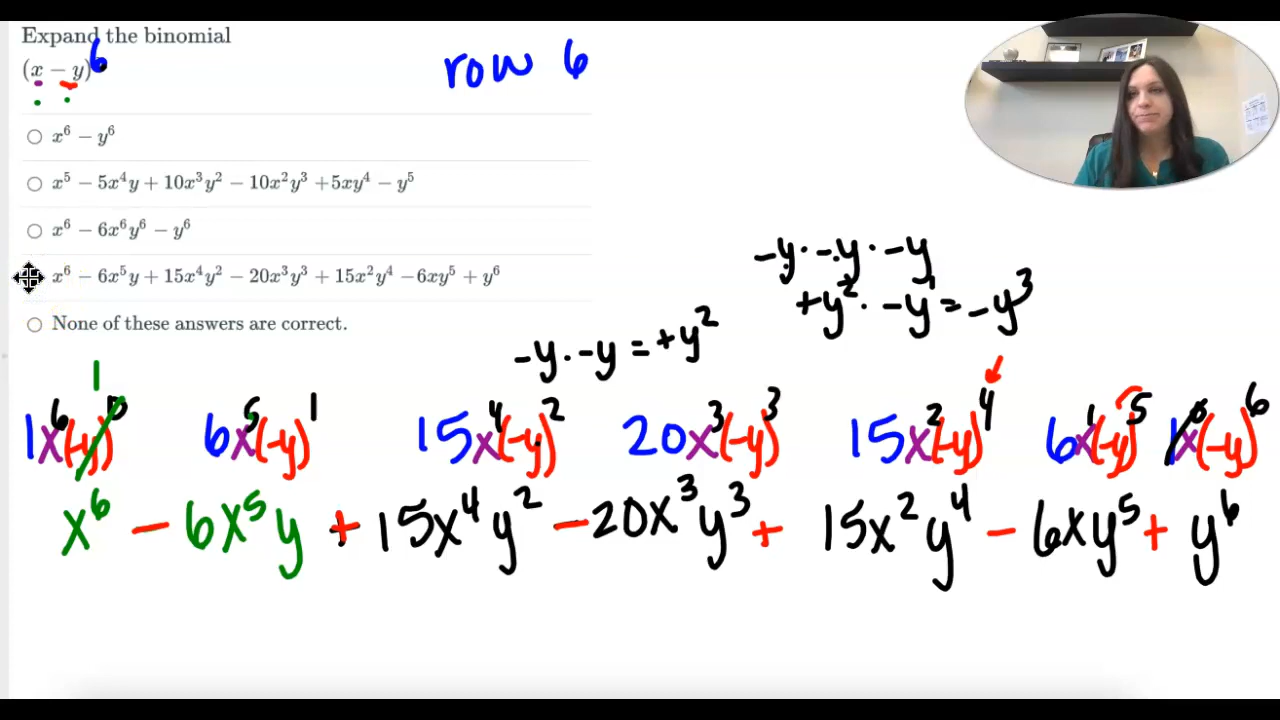 Expand the binomial
(x − y)⁶
row 6
x⁶ − y⁶
x⁵ − 5x⁴y + 10x³y² − 10x²y³ + 5xy⁴ − y⁵
x⁶ − 6x⁶y⁶ − y⁶
x⁶ − 6x⁵y + 15x⁴y² − 20x³y³ + 15x²y⁴ − 6xy⁵ + y⁶
None of these answers are correct.
-y · -y · -y
+y² · -y¹ = -y³
-y · -y = +y²
1
1x⁶(-y)⁰ 6x⁵(-y)¹ 15x⁴(-y)² 20x³(-y)³ 15x²(-y)⁴ 6x¹(-y)⁵ 1x⁰(-y)⁶
x⁶ - 6x⁵y + 15x⁴y² - 20x³y³ + 15x²y⁴ - 6xy⁵ + y⁶